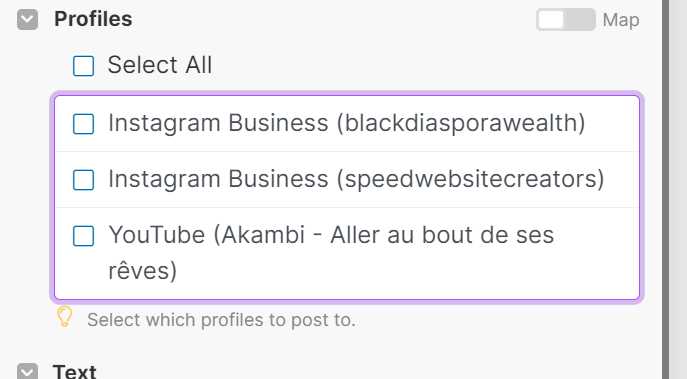 Profiles
Map
Select All
Instagram Business (blackdiasporawealth)
Instagram Business (speedwebsitecreators)
YouTube (Akambi - Aller au bout de ses
rêves)
Select which profiles to post to.
Text